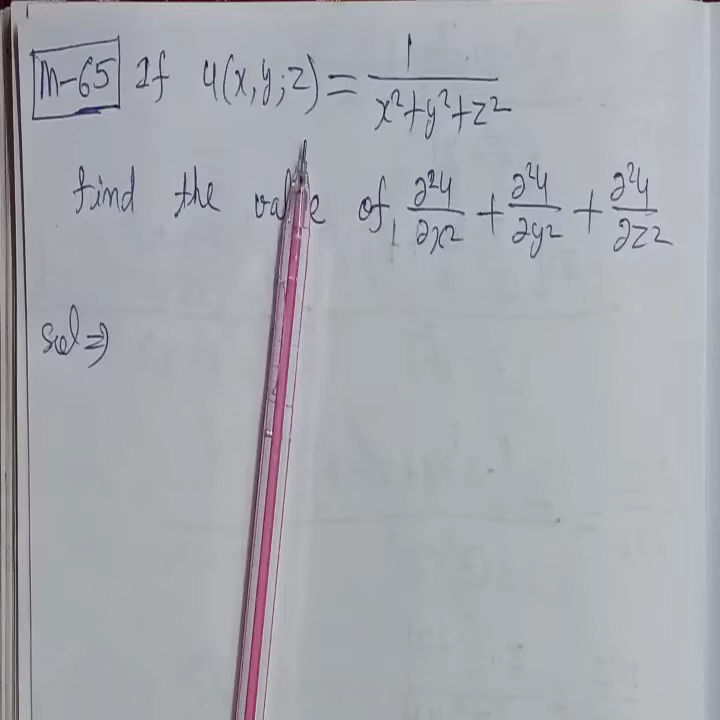 M-65 If u(x,y,z) = 1/(x²+y²+z²)
find the value of, ∂²u/∂x² + ∂²u/∂y² + ∂²u/∂z²
Sol ⇒